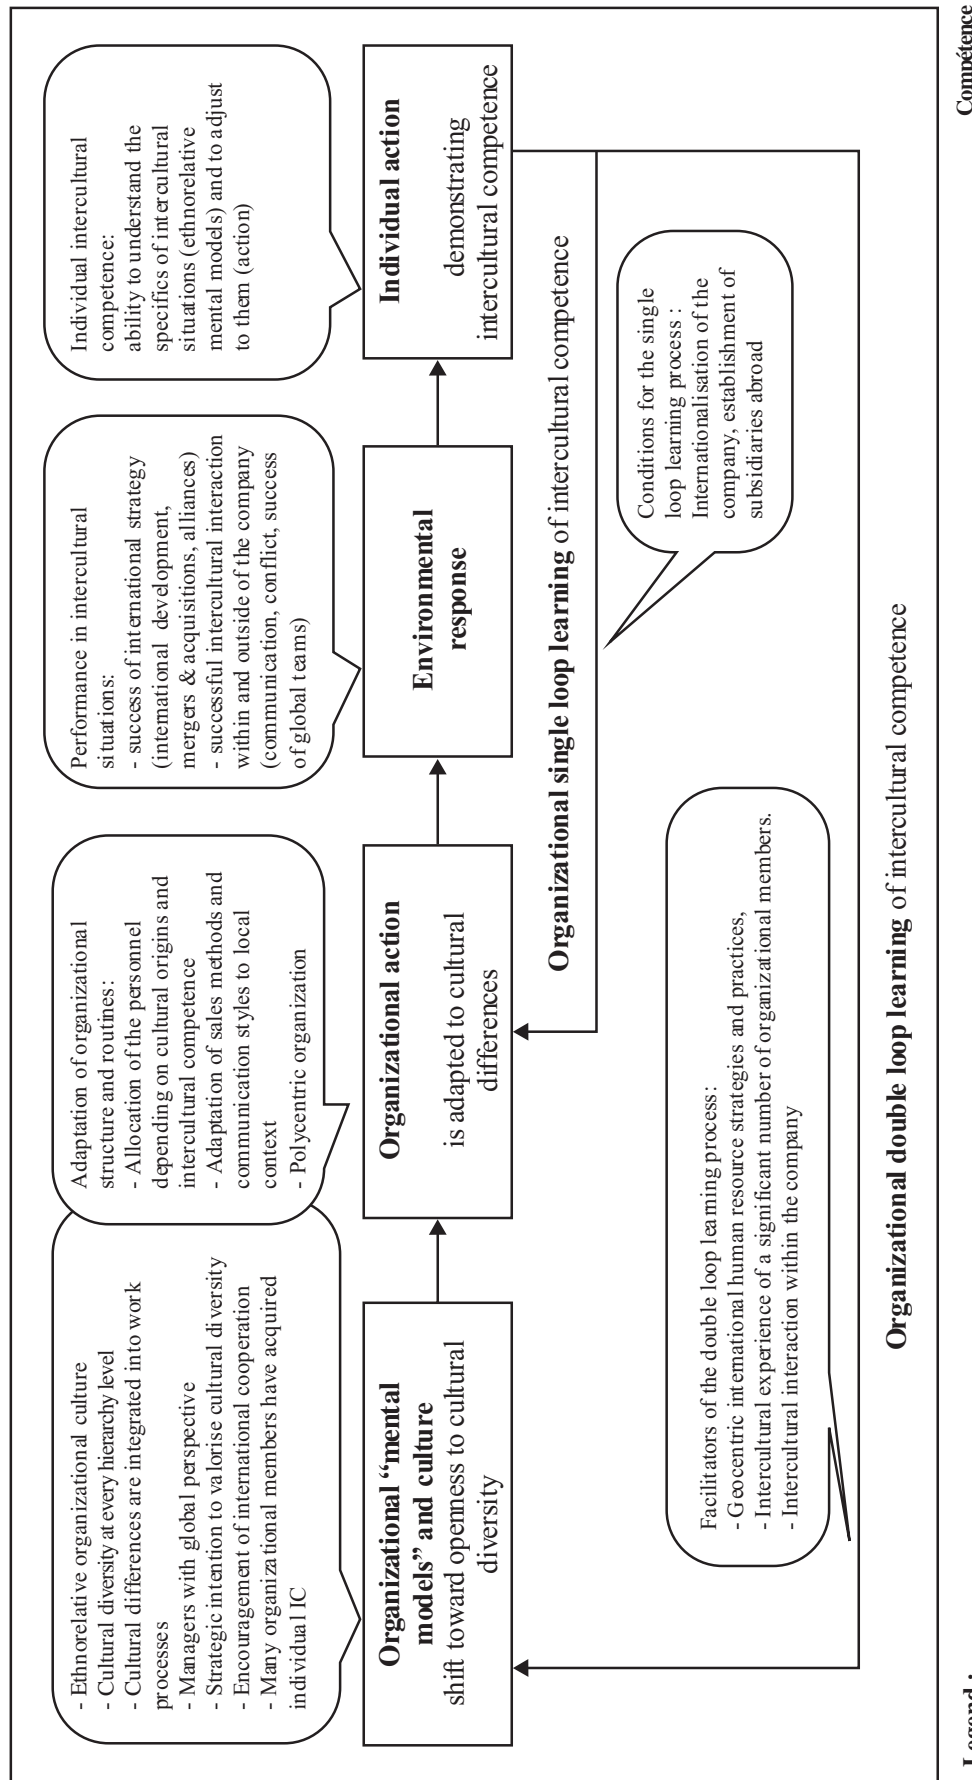 - Ethnorelative organizational culture
- Cultural diversity at every hierarchy level
- Cultural differences are integrated into work
processes
- Managers with global perspective
- Strategic intention to valorise cultural diversity
- Encouragement of international cooperation
- Many organizational members have acquired
individual IC
Adaptation of organizational
structure and routines:
- Allocation of the personnel
depending on cultural origins and
intercultural competence
- Adaptation of sales methods and
communication styles to local
context
- Polycentric organization
Performance in intercultural
situations:
- success of international strategy
(international development,
mergers & acquisitions, alliances)
- successful intercultural interaction
within and outside of the company
(communication, conflict, success
of global teams)
Individual intercultural
competence:
ability to understand the
specifics of intercultural
situations (ethnorelative
mental models) and to adjust
to them (action)
Organizational “mental
models” and culture
shift toward openness to cultural
diversity
Organizational action
is adapted to cultural
differences
Environmental
response
Individual action
demonstrating
intercultural competence
Organizational single loop learning of intercultural competence
Conditions for the single
loop learning process :
Internationalisation of the
company, establishment of
subsidiaries abroad
Facilitators of the double loop learning process:
- Geocentric international human resource strategies and practices,
- Intercultural experience of a significant number of organizational members.
- Intercultural interaction within the company
Organizational double loop learning of intercultural competence
Legend :
Compétence